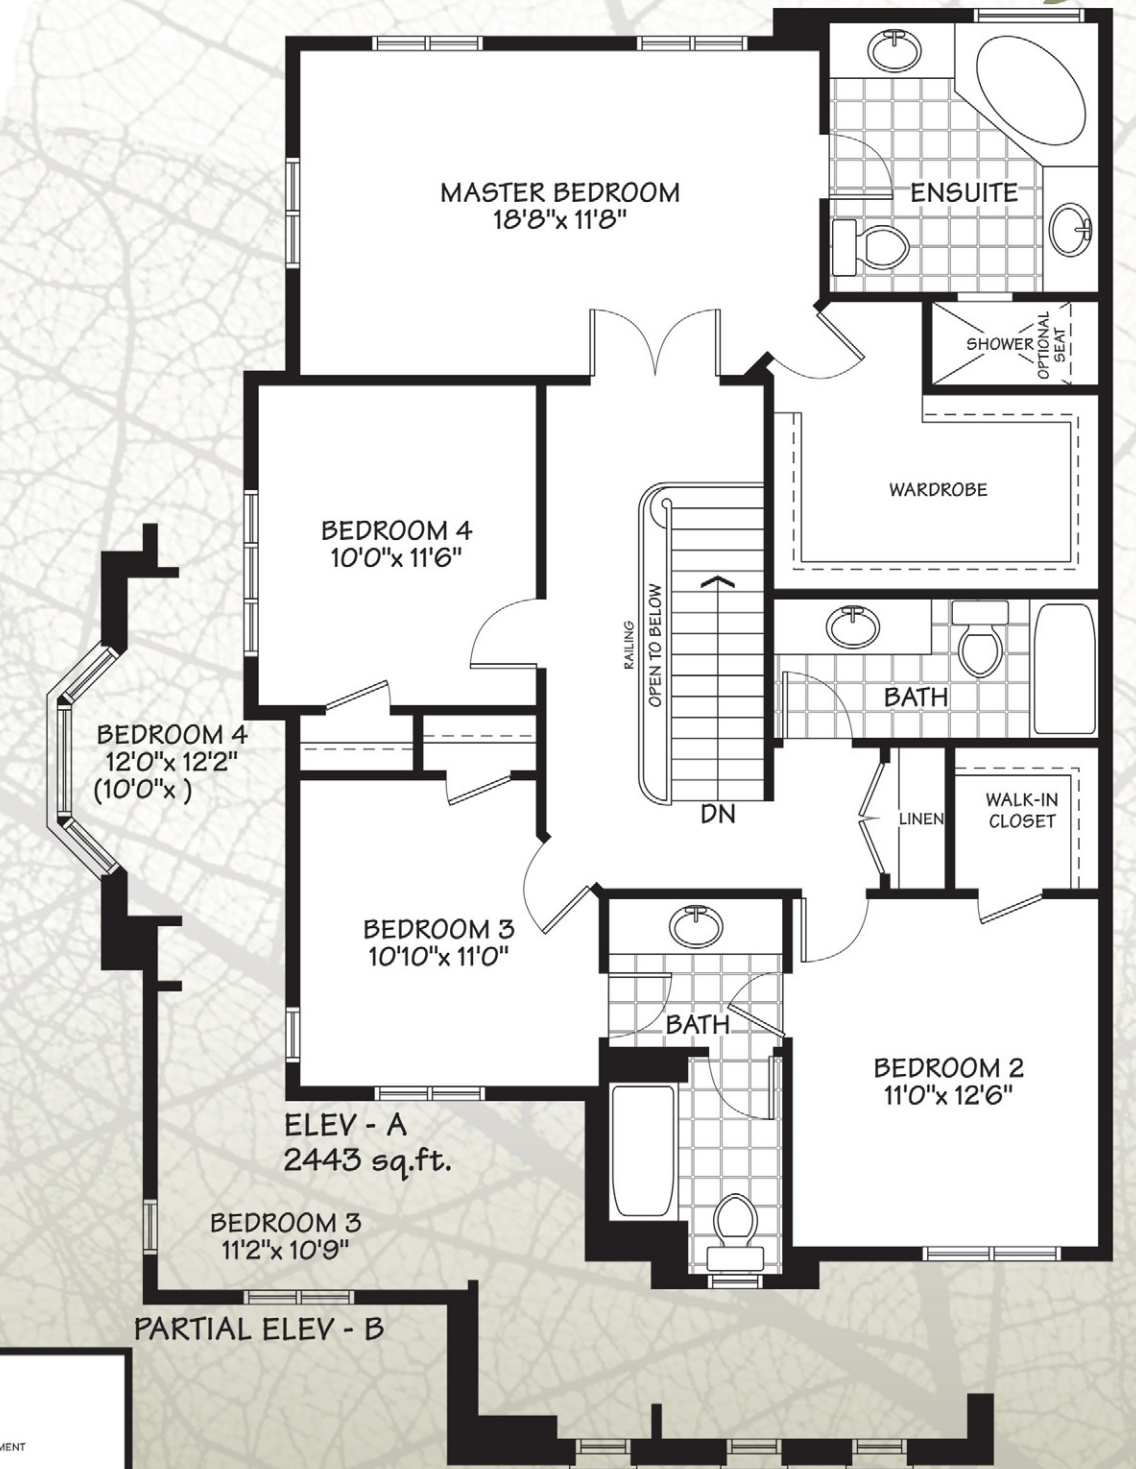 MASTER BEDROOM
18'8"x 11'8"
ENSUITE
SHOWER
OPTIONAL
SEAT
WARDROBE
BEDROOM 4
10'0"x 11'6"
RAILING
OPEN TO BELOW
BATH
BEDROOM 4
12'0"x 12'2"
(10'0"x )
DN
LINEN
WALK-IN
CLOSET
BEDROOM 3
10'10"x 11'0"
BATH
BEDROOM 2
11'0"x 12'6"
ELEV - A
2443 sq.ft.
BEDROOM 3
11'2"x 10'9"
PARTIAL ELEV - B
MENT